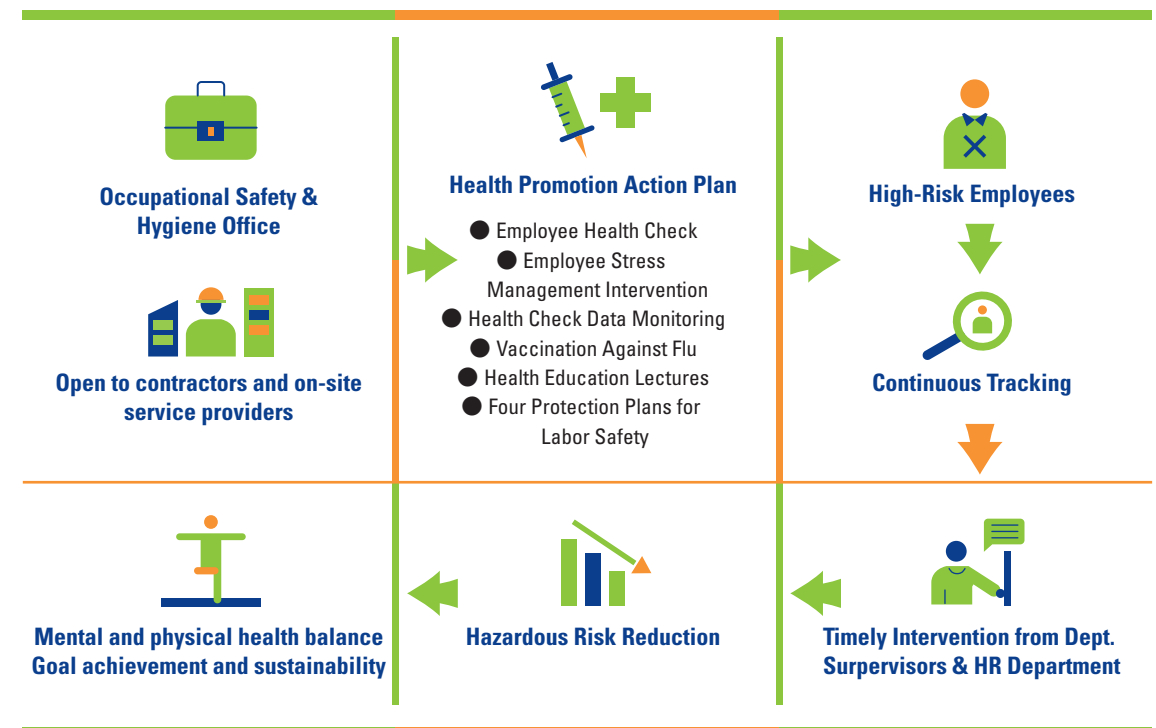 Occupational Safety &
Hygiene Office
Open to contractors and on-site
service providers
Health Promotion Action Plan
● Employee Health Check
● Employee Stress
Management Intervention
● Health Check Data Monitoring
● Vaccination Against Flu
● Health Education Lectures
● Four Protection Plans for
Labor Safety
High-Risk Employees
Continuous Tracking
Timely Intervention from Dept.
Surpervisors & HR Department
Hazardous Risk Reduction
Mental and physical health balance
Goal achievement and sustainability